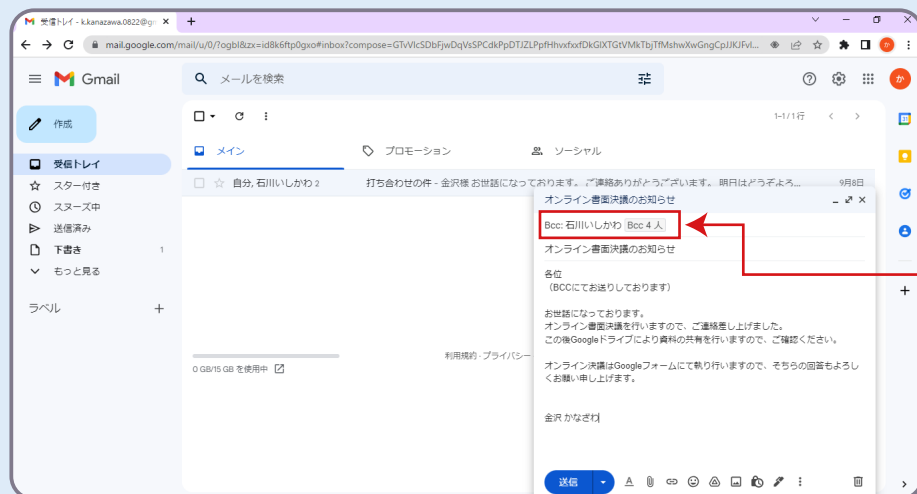 受信トレイ - k.kanazawa.0822@g
mail.google.com/mail/u/0/?ogbl&zx=id8k6ftp0gxo#inbox?compose=GTvVlcSDbFjwDqVsSPCdkPpDTJZLPpfHhvxfxxfDkGlXTGtVMkTbjTfMshwXwGngCpJJKJFvl...
Gmail
メールを検索
か
作成
1–1/1行
メイン
プロモーション
ソーシャル
受信トレイ
自分, 石川いしかわ 2
打ち合わせの件 - 金沢様 お世話になっております。 ご連絡ありがとうございます。 明日はどうぞよろ...
9月8日
スター付き
スヌーズ中
送信済み
下書き
1
もっと見る
ラベル
オンライン書面決議のお知らせ
Bcc: 石川いしかわ Bcc 4 人
オンライン書面決議のお知らせ
各位
（BCCにてお送りしております）
お世話になっております。
オンライン書面決議を行いますので、ご連絡差し上げました。
この後Googleドライブにより資料の共有を行いますので、ご確認ください。
オンライン決議はGoogleフォームにて執り行いますので、そちらの回答もよろし
くお願い申し上げます。
金沢 かなざわ
利用規約 · プライバシー
0 GB/15 GB を使用中
送信